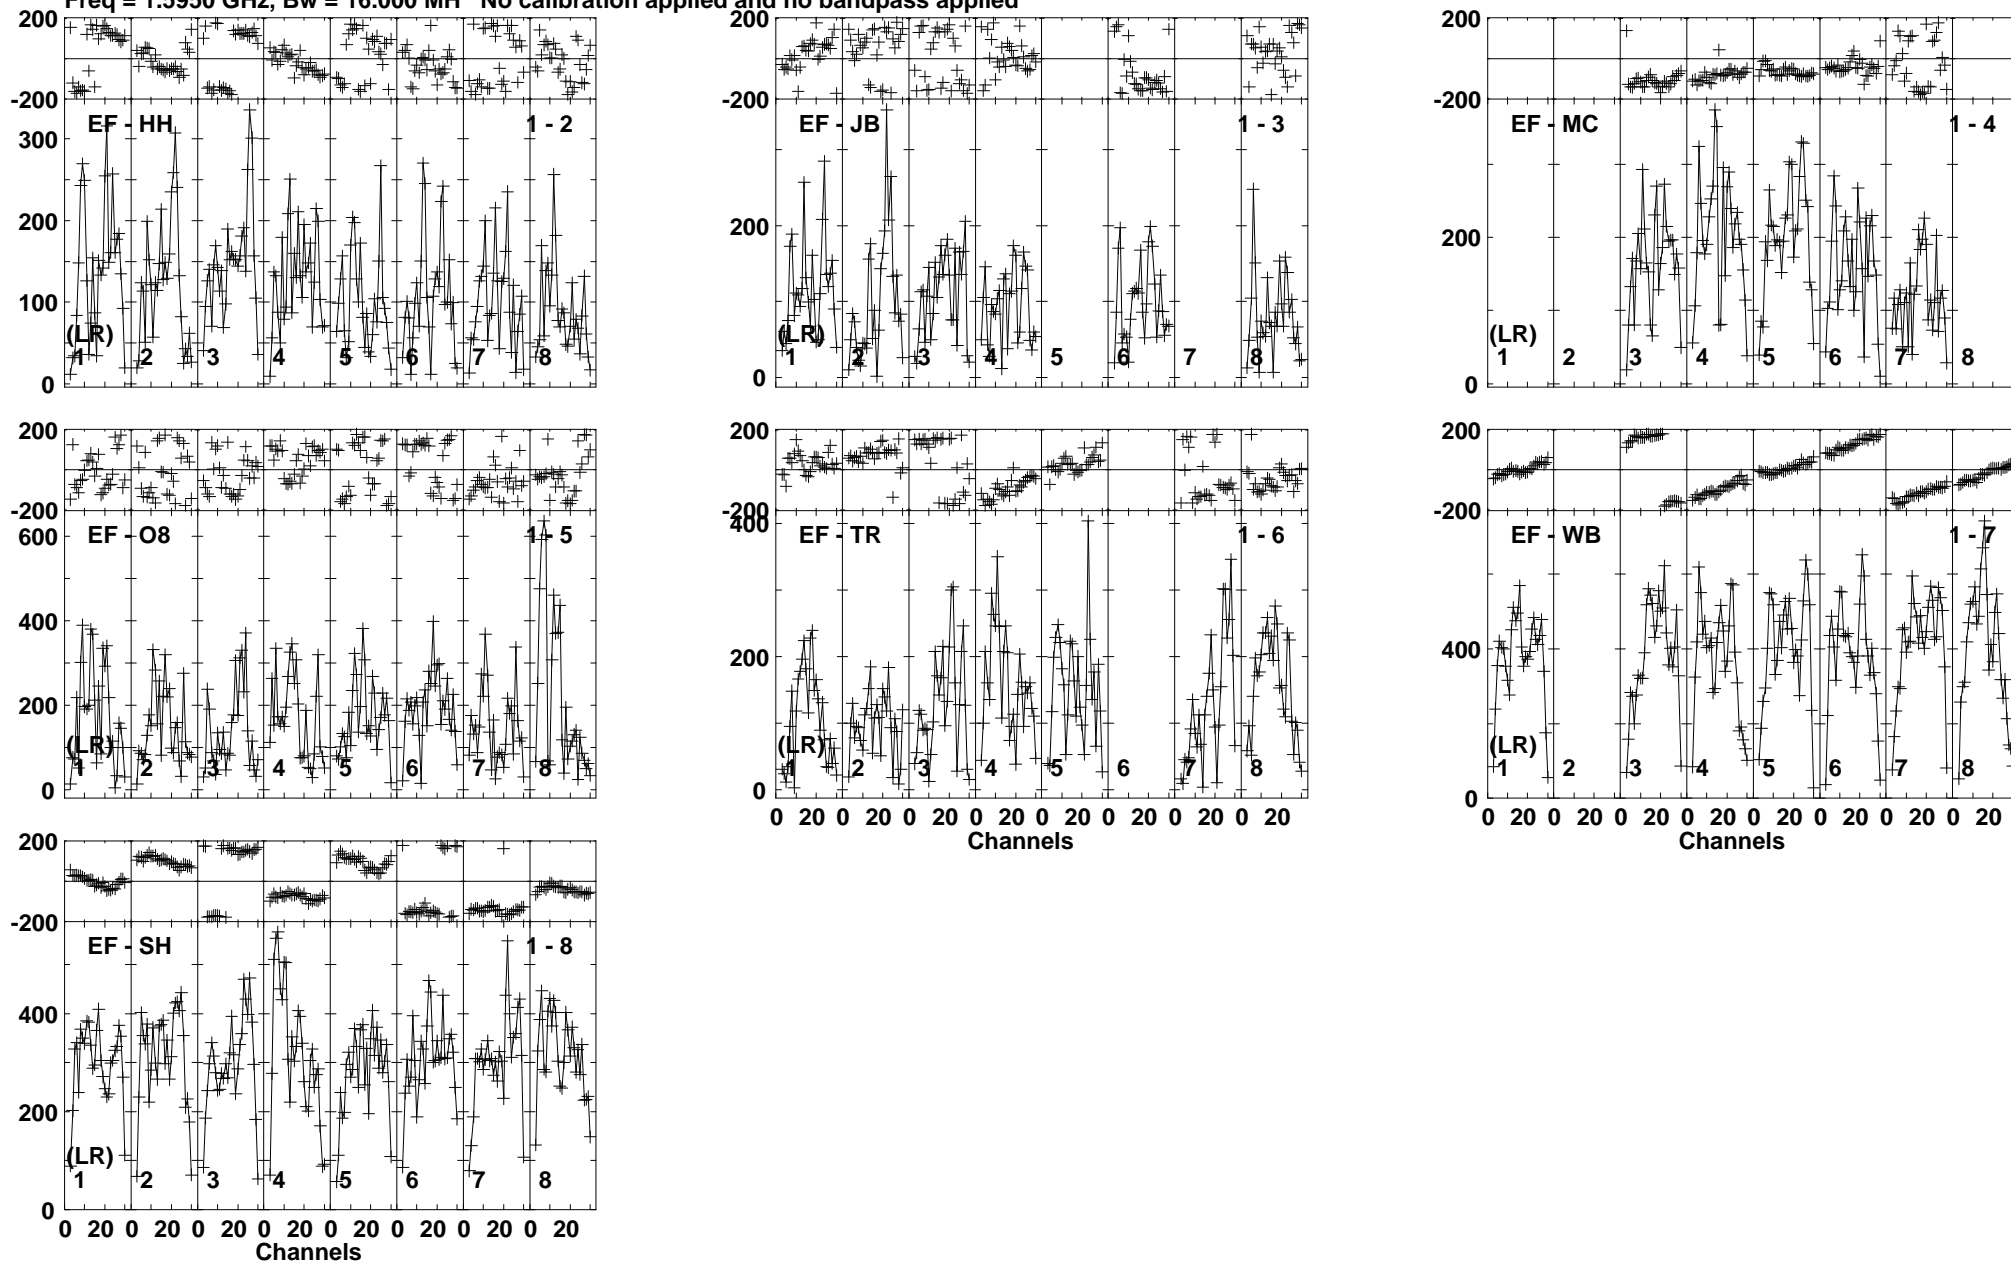 Freq = 1.5950 GHz, Bw = 16.000 MH No calibration applied and no bandpass applied
200
-200
EF - HH
1 - 2
300
200
100
0
(LR)
1 2 3 4 5 6 7 8
200
-200
EF - JB
1 - 3
200
0
(LR)
1 2 3 4 5 6 7 8
200
-200
EF - MC
1 - 4
200
0
(LR)
1 2 3 4 5 6 7 8
200
-200
EF - O8
1 - 5
600
400
200
0
(LR)
1 2 3 4 5 6 7 8
200
-200
EF - TR
1 - 6
400
200
0
(LR)
1 2 3 4 5 6 7 8
0 20 0 20 0 20 0 20 0 20 0 20 0 20 0 20
Channels
200
-200
EF - WB
1 - 7
400
0
(LR)
1 2 3 4 5 6 7 8
0 20 0 20 0 20 0 20 0 20 0 20 0 20 0 20
Channels
200
-200
EF - SH
1 - 8
400
200
0
(LR)
1 2 3 4 5 6 7 8
0 20 0 20 0 20 0 20 0 20 0 20 0 20 0 20
Channels